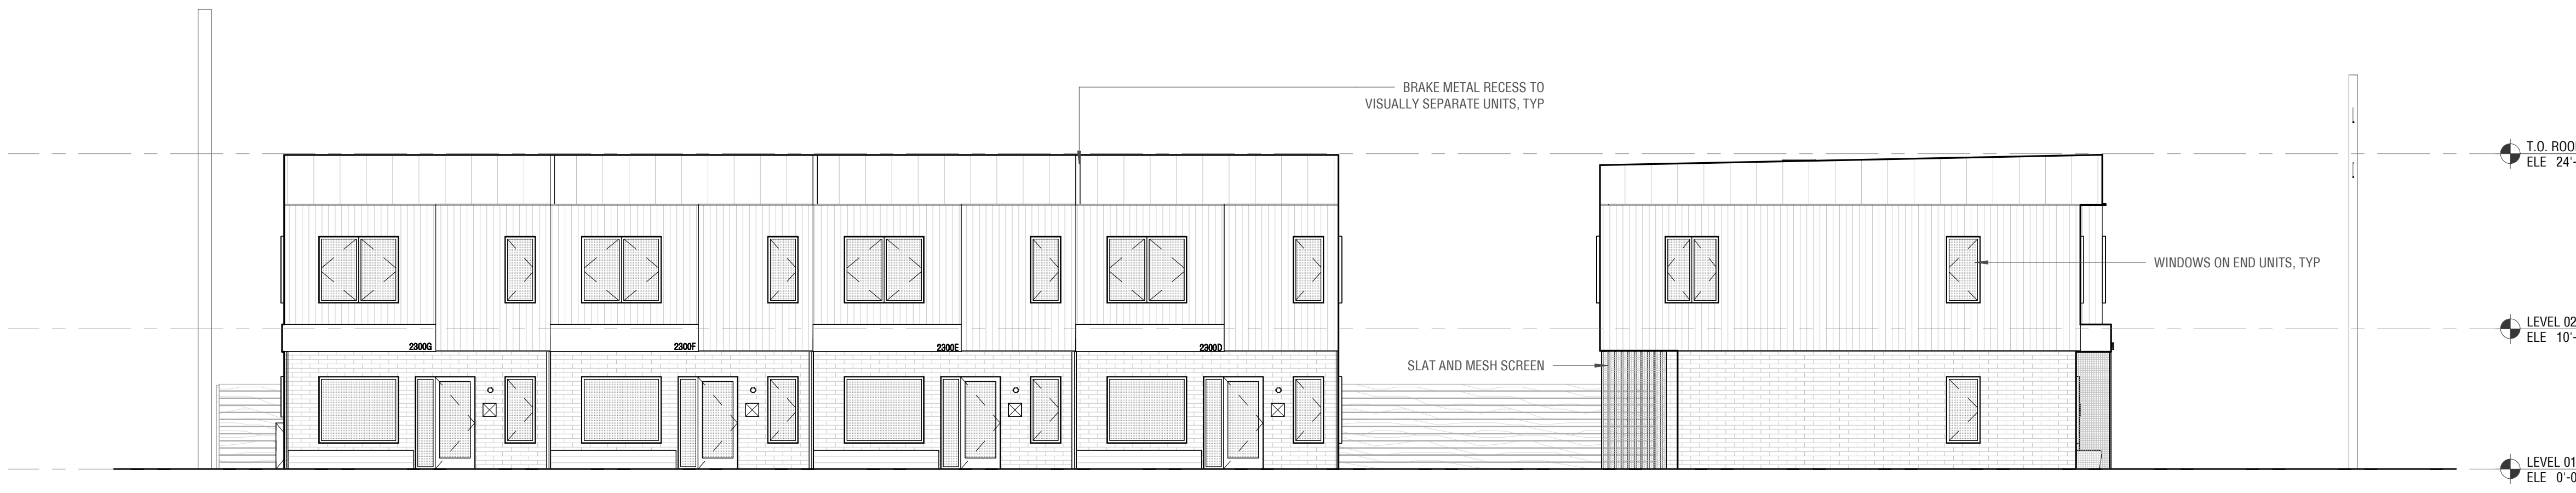 BRAKE METAL RECESS TO
VISUALLY SEPARATE UNITS, TYP
T.O.
ELE 24'-
WINDOWS ON END UNITS, TYP
LEVEL 02
ELE 10'-
2300G
2300F
2300E
2300D
SLAT AND MESH SCREEN
LEVEL 01
ELE 0'-0